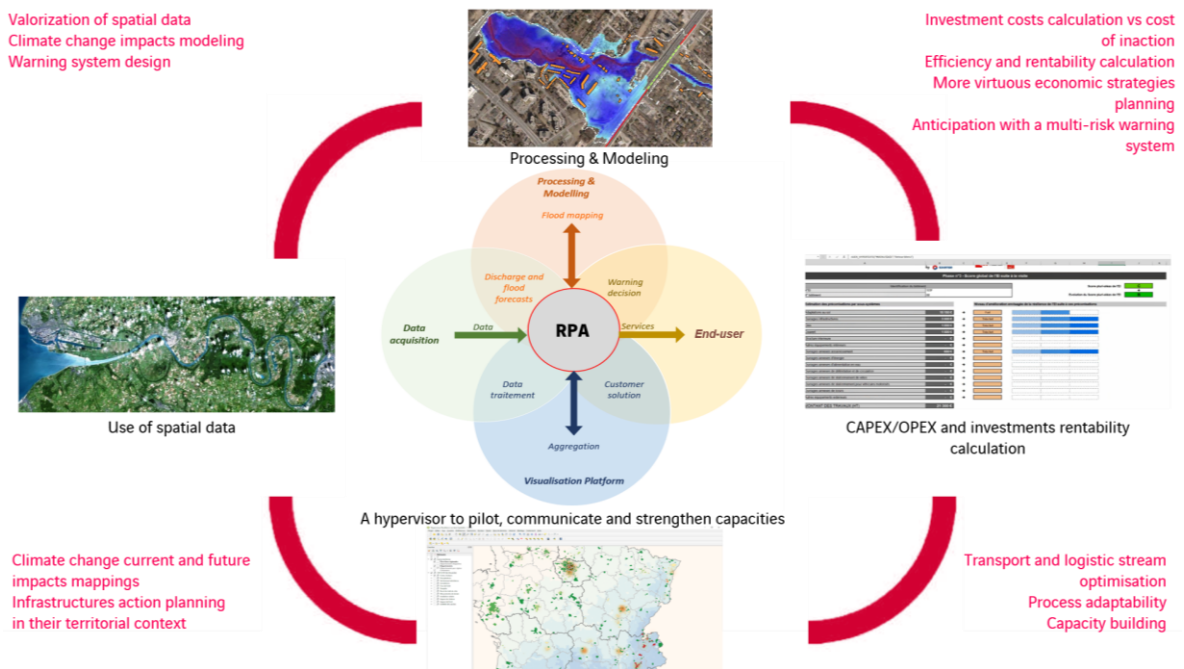 Valorization of spatial data
Climate change impacts modeling
Warning system design
Investment costs calculation vs cost
of inaction
Efficiency and rentability calculation
More virtuous economic strategies
planning
Anticipation with a multi-risk warning
system
Processing & Modeling
Processing &
Modelling
Flood mapping
Discharge and
flood
forecasts
Warning
decision
Data
acquisition
Data
RPA
Services
End-user
Data
traitement
Customer
solution
Aggregation
Visualisation Platform
Use of spatial data
CAPEX/OPEX and investments rentability
calculation
A hypervisor to pilot, communicate and strengthen capacities
Climate change current and future
impacts mappings
Infrastructures action planning
in their territorial context
Transport and logistic stream
optimisation
Process adaptability
Capacity building